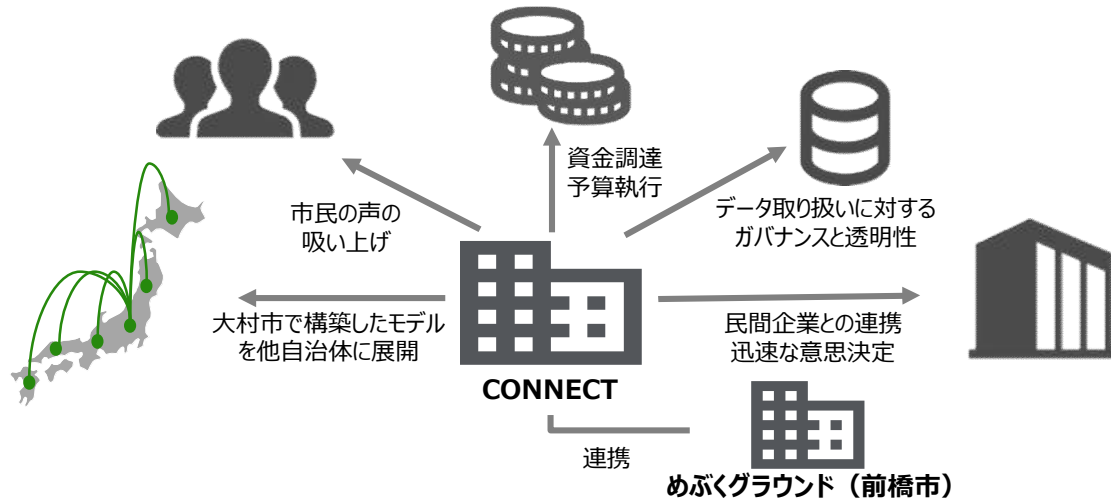 資金調達
予算執行
市民の声の
吸い上げ
データ取り扱いに対する
ガバナンスと透明性
大村市で構築したモデル
を他自治体に展開
民間企業との連携
迅速な意思決定
CONNECT
連携
めぶくグラウンド（前橋市）